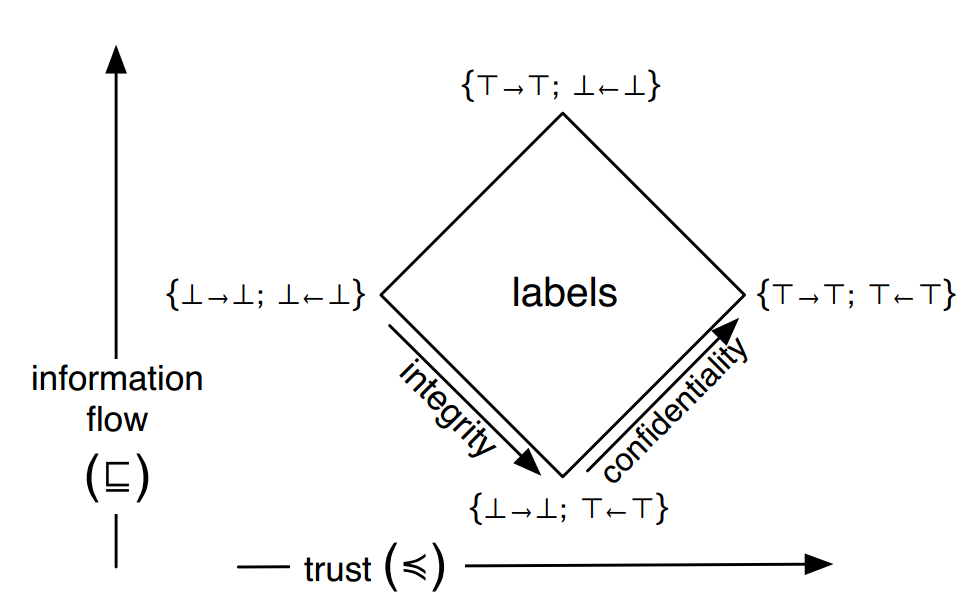 {⊤→⊤; ⊥←⊥}
{⊥→⊥; ⊥←⊥}
labels
{⊤→⊤; ⊤←⊤}
information
flow
(⊑)
integrity
confidentiality
{⊥→⊥; ⊤←⊤}
trust (≼)